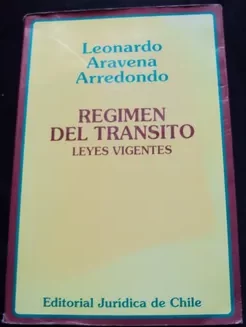 Leonardo
Aravena
Arredondo
REGIMEN
DEL TRANSITO
LEYES VIGENTES
Editorial Jurídica de Chile